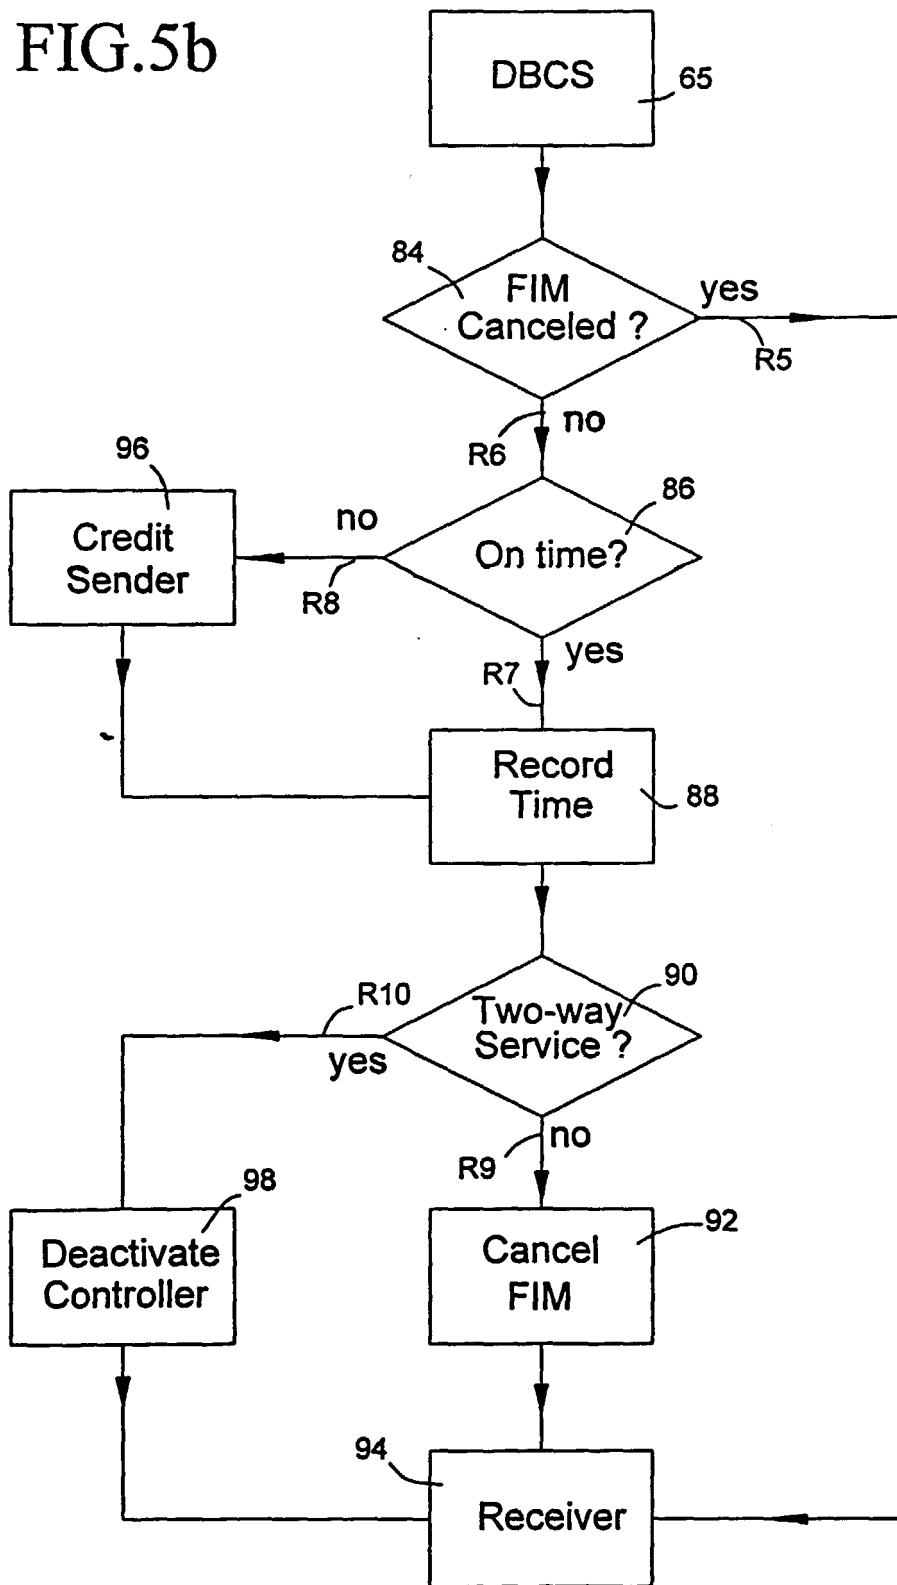 FIG.5b
DBCS
65
84
FIM
Canceled ?
yes
R5
R6
no
96
Credit
Sender
no
R8
On time?
86
yes
R7
Record
Time
88
R10
yes
Two-way
Service ?
90
no
R9
98
Deactivate
Controller
Cancel
FIM
92
94
Receiver